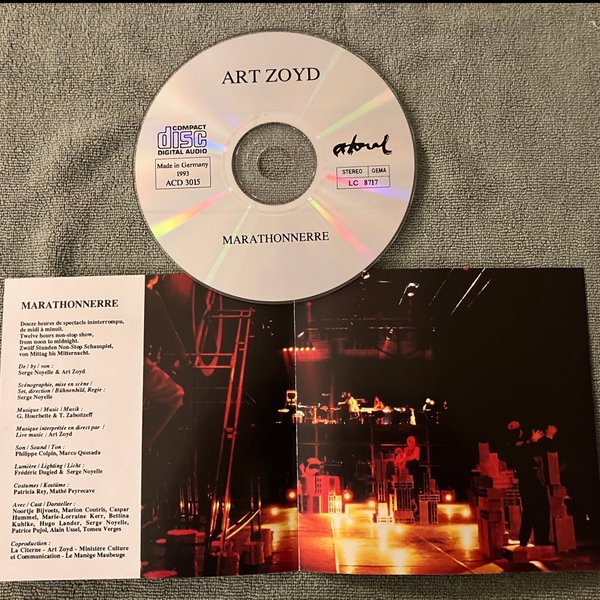 ART ZOYD
COMPACT
disc
DIGITAL AUDIO
Made in Germany
1993
ACD 3015
atonal
STEREO GEMA
LC 8717
MARATHONNERRE
MARATHONNERRE
Douze heures de spectacle ininterrompu,
de midi à minuit.
Twelve hours non-stop show,
from noon to midnight.
Zwölf Stunden Non-Stop Schauspiel,
von Mittag bis Mitternacht.
De / by / von :
Serge Noyelle & Art Zoyd
Scénographie, mise en scène /
Set, direction / Bühnenbild, Regie :
Serge Noyelle
Musique / Music / Musik :
G. Hourbette & T. Zaboitzeff
Musique interprétée en direct par /
Live music : Art Zoyd
Son / Sound / Ton :
Philippe Colpin, Marco Quesada
Lumière / Lighting / Licht :
Frédéric Dugied & Serge Noyelle
Costumes / Kostüme :
Patricia Rey, Mathé Peyrecave
Avec / Cast / Darsteller :
Noortje Bijvoets, Marion Coutris, Caspar
Hummel, Marie-Lorraine Kerr, Bettina
Kuhlke, Hugo Lander, Serge Noyelle,
Patrice Pujol, Alain Ussel, Tomeu Verges
Coproduction :
La Citerne - Art Zoyd - Ministère Culture
et Communication - Le Manège Maubeuge